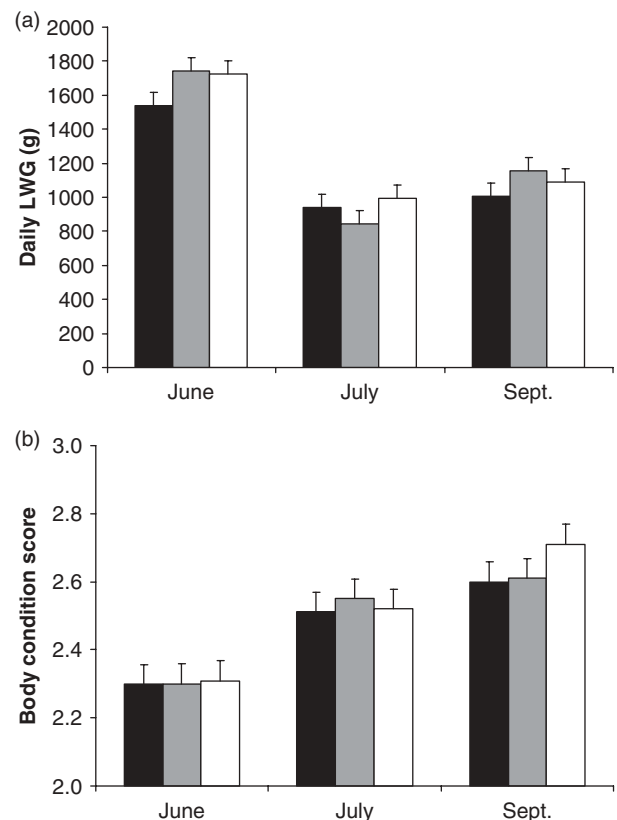 (a)
2000
1800
1600
1400
1200
1000
800
600
400
200
0
Daily LWG (g)
June July Sept.
(b)
3.0
2.8
2.6
2.4
2.2
2.0
Body condition score
June July Sept.